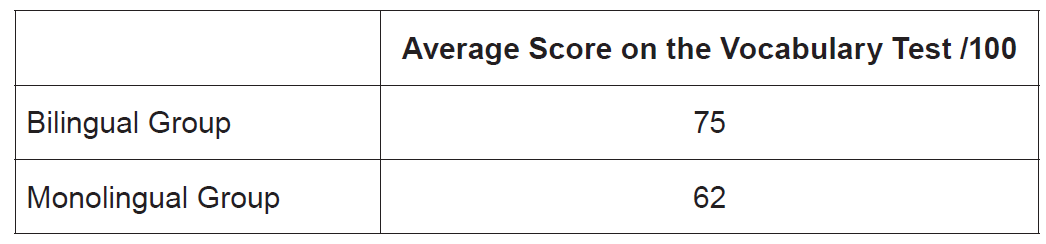 Average Score on the Vocabulary Test /100
Bilingual Group 75
Monolingual Group 62